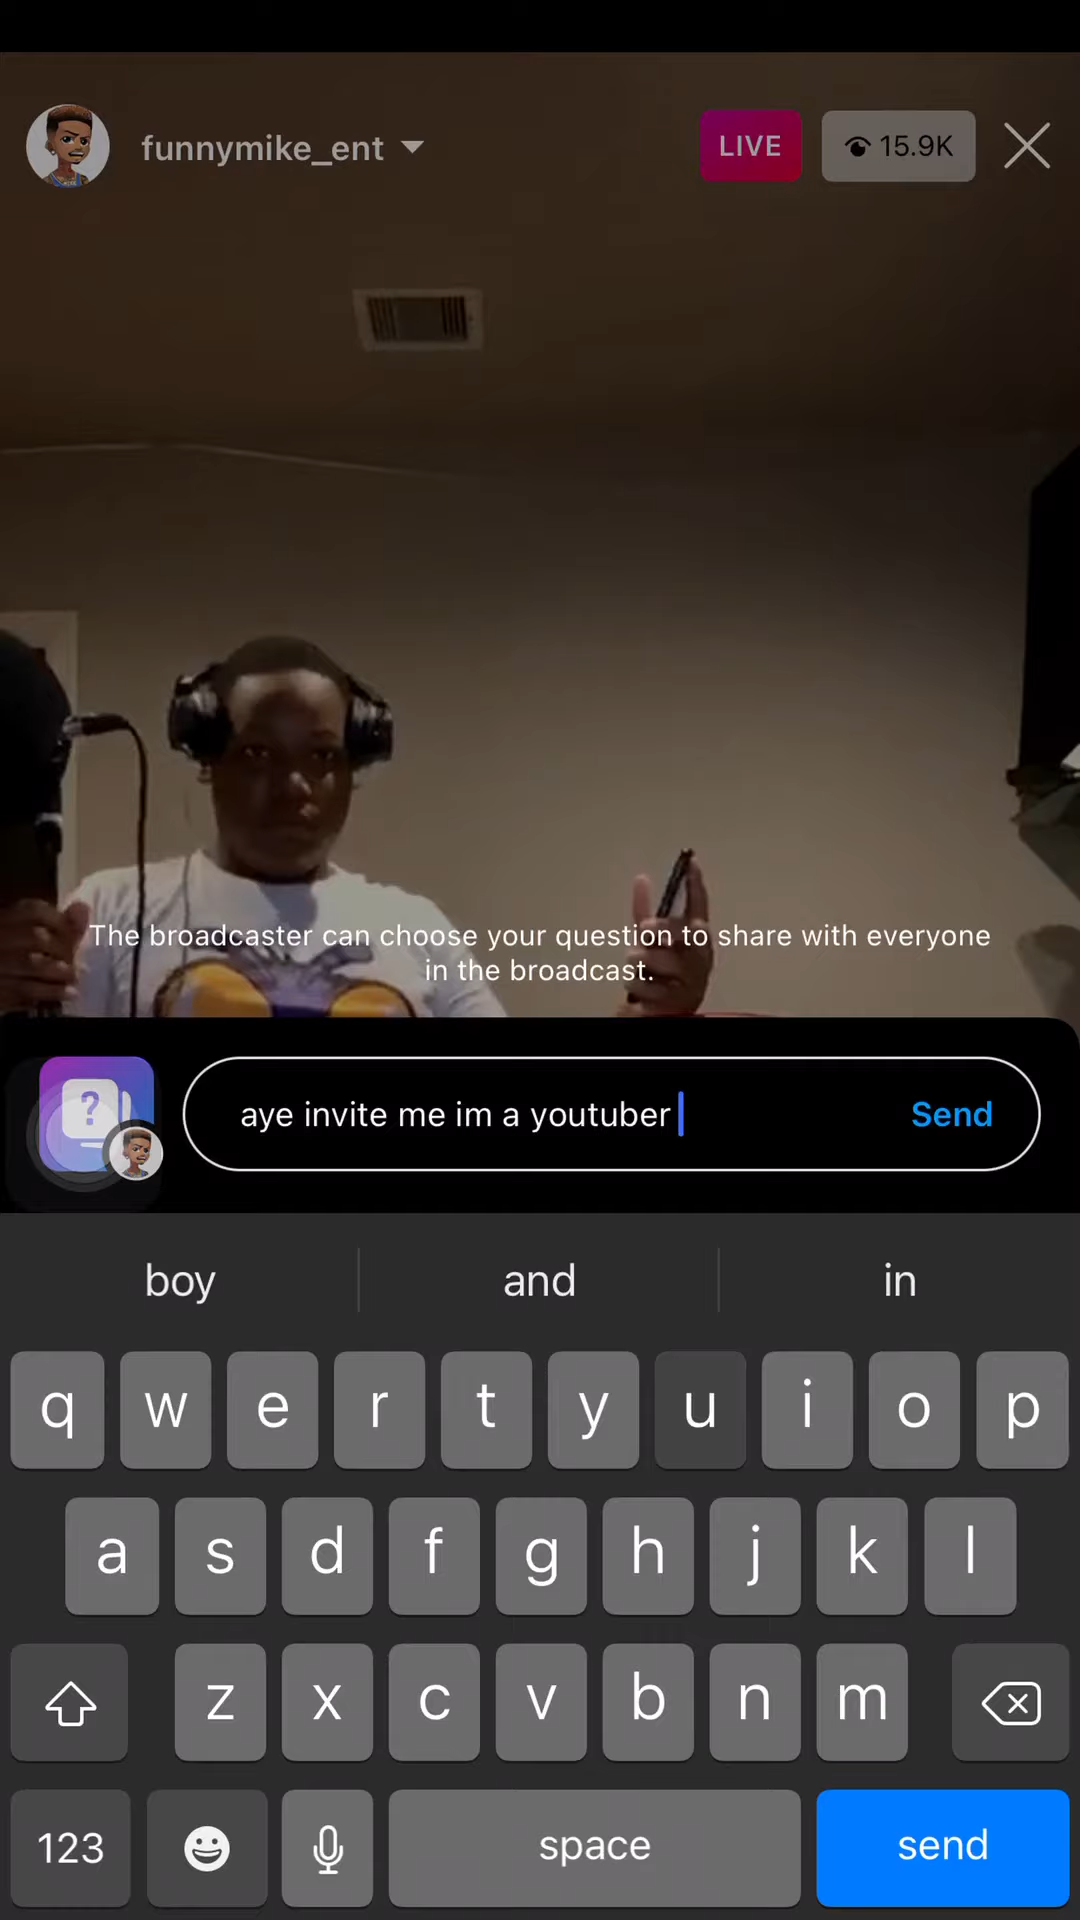 funnymike_ent
LIVE
15.9K
The broadcaster can choose your question to share with everyone
in the broadcast.
?
aye invite me im a youtuber
Send
boy and in
q w e r t y u i o p
a s d f g h j k l
z x c v b n m
123 space send